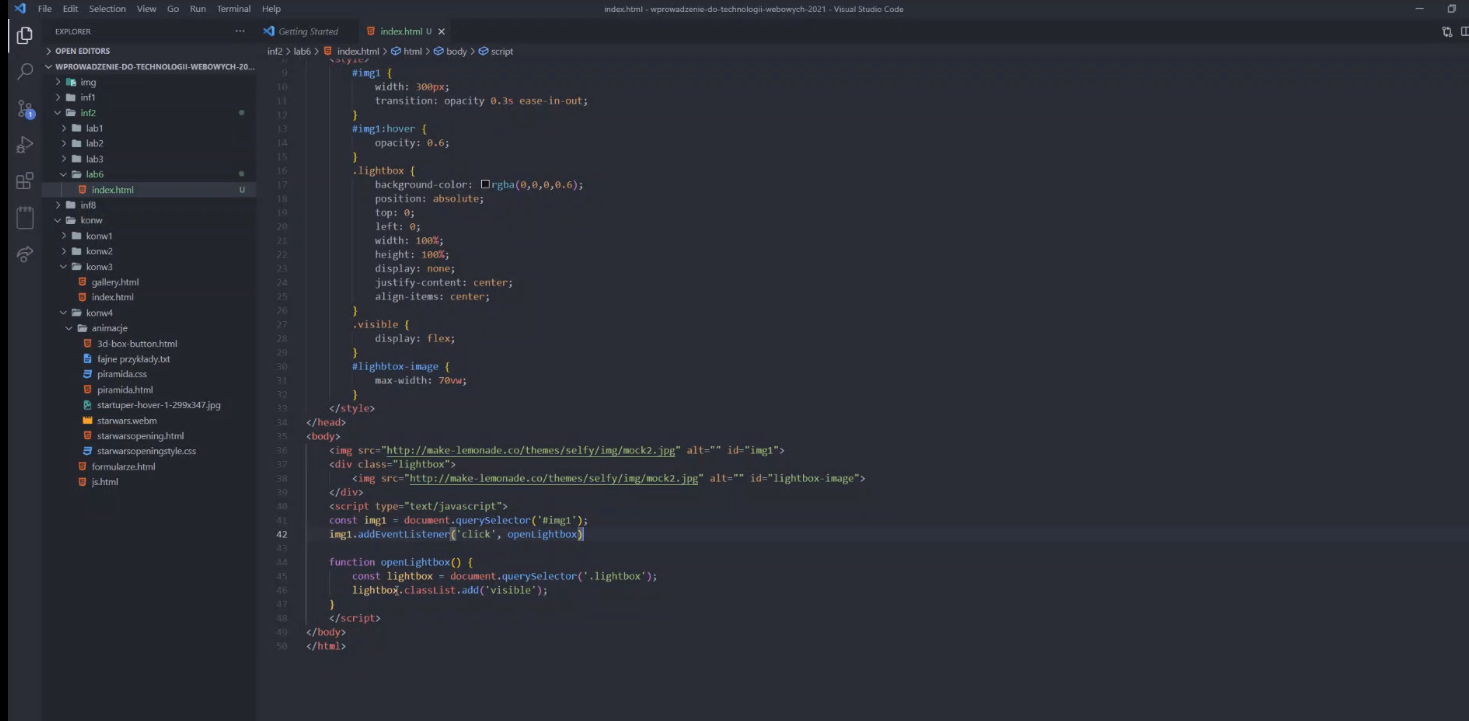 File Edit Selection View Go Run Terminal Help
index.html - wprowadzenie-do-technologii-webowych-2021 - Visual Studio Code
EXPLORER
OPEN EDITORS
WPROWADZENIE-DO-TECHNOLOGII-WEBOWYCH-20...
img
inf1
inf2
lab1
lab2
lab3
lab6
index.html U
inf8
konw
konw1
konw2
konw3
gallery.html
index.html
konw4
animacje
3d-box-button.html
fajne przykłady.txt
piramida.css
piramida.html
startuper-hover-1-299x347.jpg
starwars.webm
starwarsopening.html
starwarsopeningstyle.css
formularze.html
js.html
1
Getting Started
index.html U
inf2 > lab6 > index.html > html > body > script
8 <style>
9 #img1 {
10 width: 300px;
11 transition: opacity 0.3s ease-in-out;
12 }
13 #img1:hover {
14 opacity: 0.6;
15 }
16 .lightbox {
17 background-color: rgba(0,0,0,0.6);
18 position: absolute;
19 top: 0;
20 left: 0;
21 width: 100%;
22 height: 100%;
23 display: none;
24 justify-content: center;
25 align-items: center;
26 }
27 .visible {
28 display: flex;
29 }
30 #lighbtox-image {
31 max-width: 70vw;
32 }
33 </style>
34 </head>
35 <body>
36 <img src="http://make-lemonade.co/themes/selfy/img/mock2.jpg" alt="" id="img1">
37 <div class="lightbox">
38 <img src="http://make-lemonade.co/themes/selfy/img/mock2.jpg" alt="" id="lightbox-image">
39 </div>
40 <script type="text/javascript">
41 const img1 = document.querySelector('#img1');
42 img1.addEventListener('click', openLightbox)
43
44 function openLightbox() {
45 const lightbox = document.querySelector('.lightbox');
46 lightbox.classList.add('visible');
47 }
48 </script>
49 </body>
50 </html>